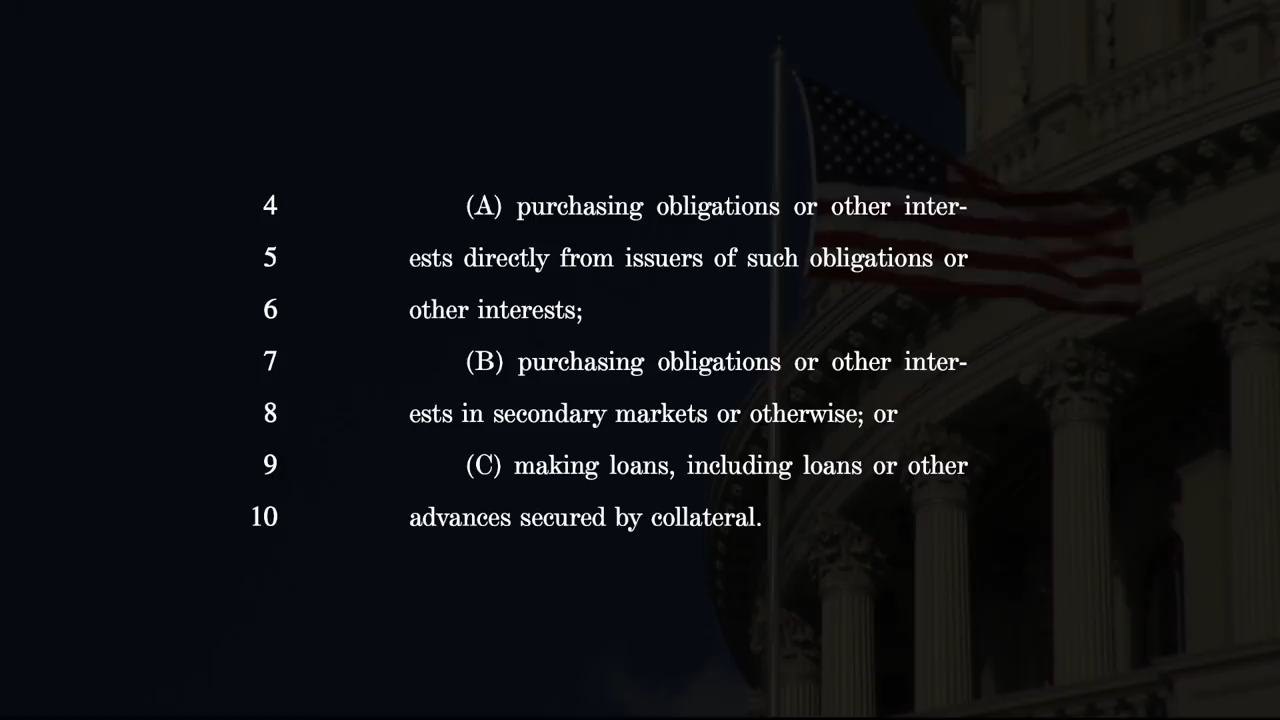 4 (A) purchasing obligations or other inter-
5 ests directly from issuers of such obligations or
6 other interests;
7 (B) purchasing obligations or other inter-
8 ests in secondary markets or otherwise; or
9 (C) making loans, including loans or other
10 advances secured by collateral.